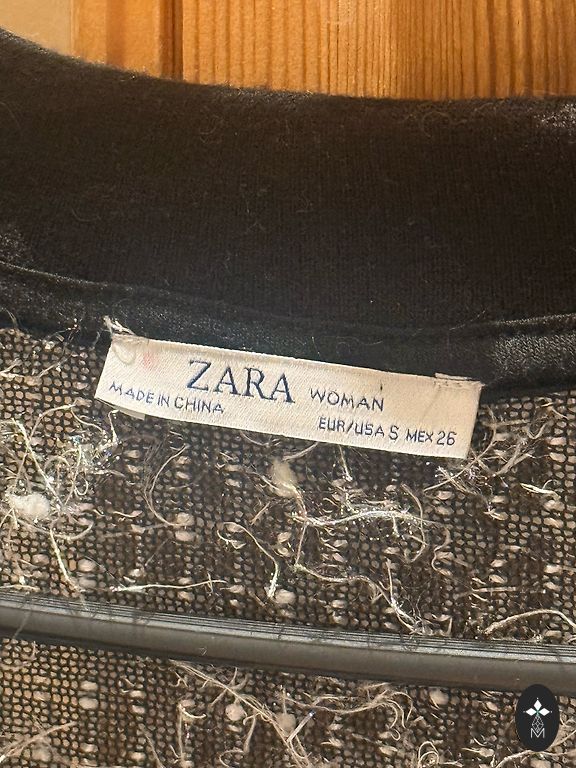 ZARA WOMAN
MADE IN CHINA
EUR/USA S MEX 26
M